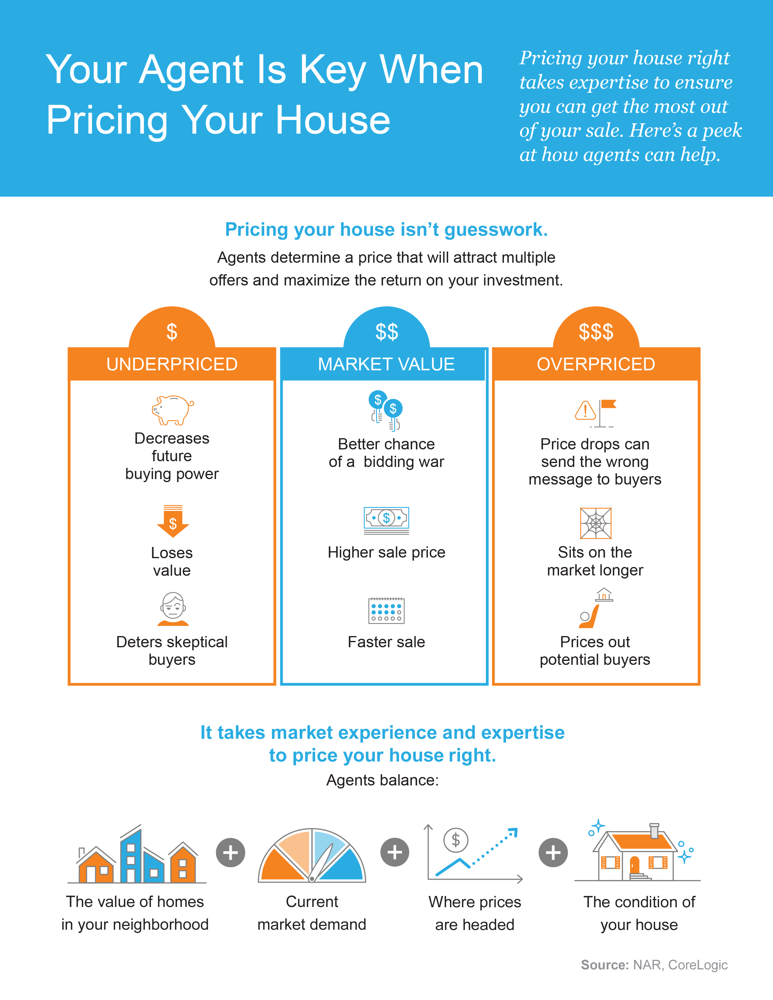 Your Agent Is Key When
Pricing Your House
Pricing your house right
takes expertise to ensure
you can get the most out
of your sale. Here’s a peek
at how agents can help.
Pricing your house isn’t guesswork.
Agents determine a price that will attract multiple
offers and maximize the return on your investment.
$
UNDERPRICED
$
Decreases
future
buying power
$
Loses
value
Deters skeptical
buyers
$$
MARKET VALUE
$
$
Better chance
of a  bidding war
$
Higher sale price
Faster sale
$$$
OVERPRICED
!
Price drops can
send the wrong
message to buyers
Sits on the
market longer
Prices out
potential buyers
It takes market experience and expertise
to price your house right.
Agents balance:
The value of homes
in your neighborhood
+
Current
market demand
+
$
Where prices
are headed
+
The condition of
your house
Source: NAR, CoreLogic